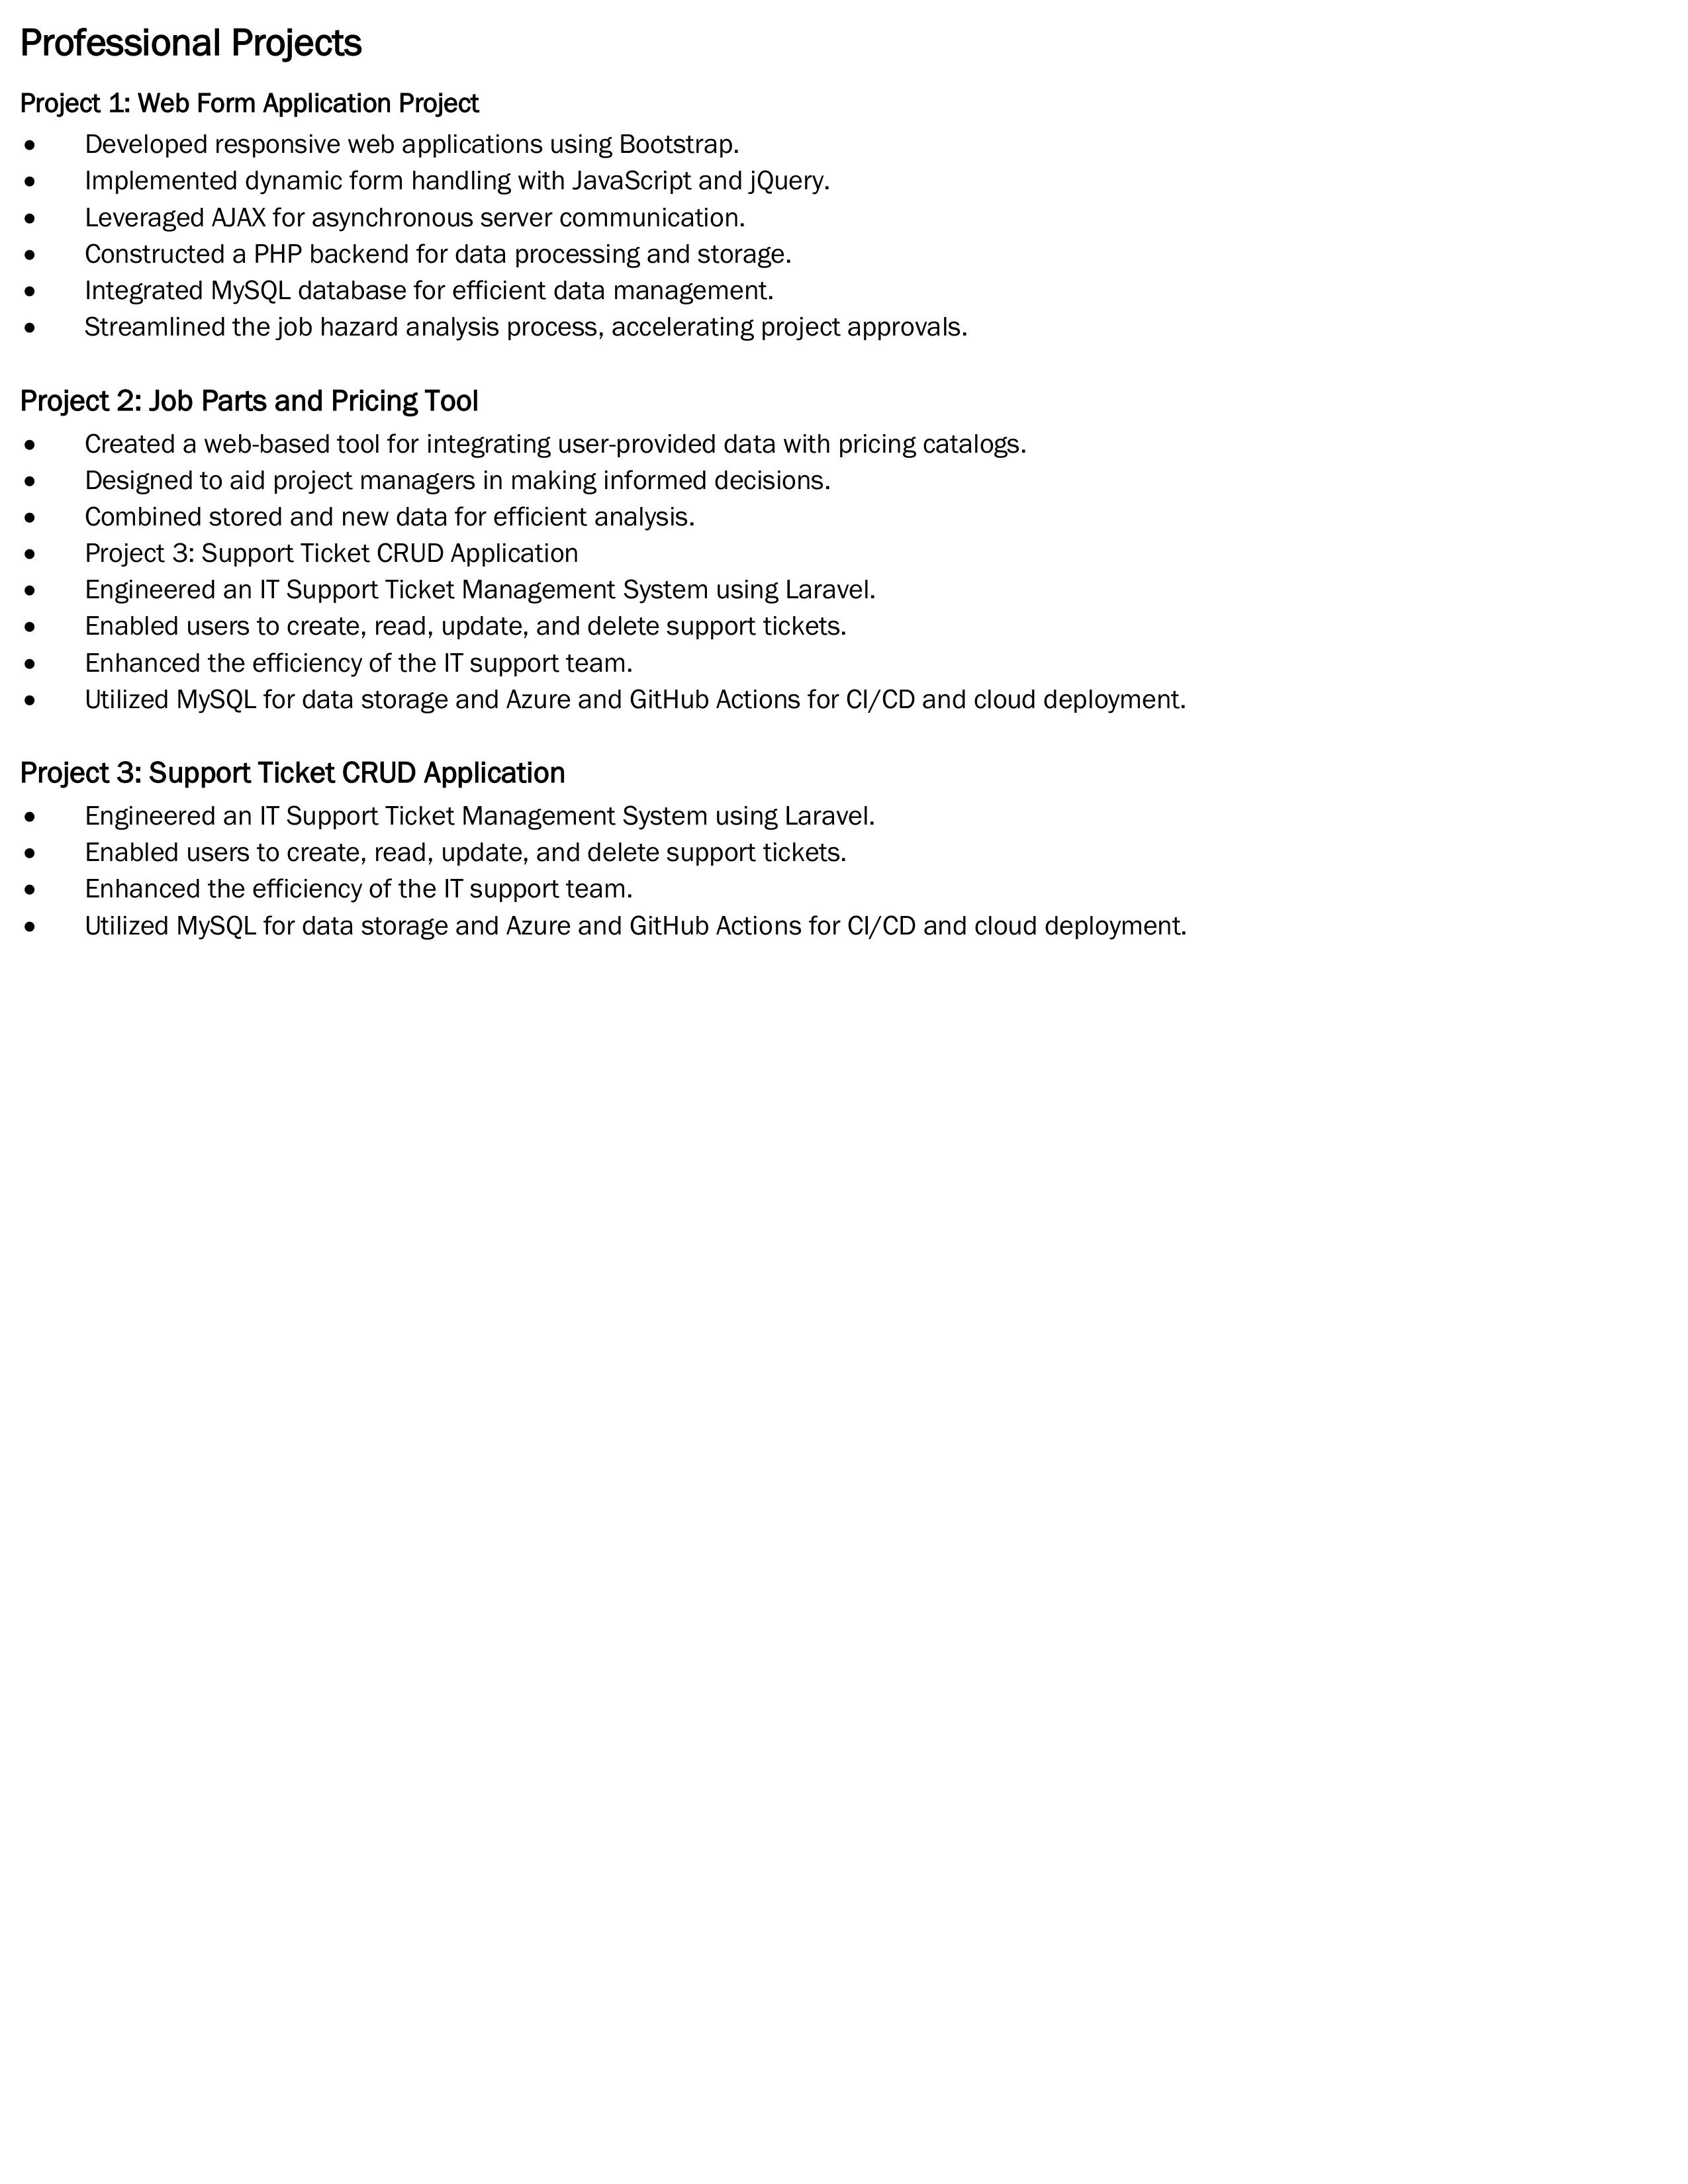 Professional Projects
Project 1: Web Form Application Project
• Developed responsive web applications using Bootstrap.
• Implemented dynamic form handling with JavaScript and jQuery.
• Leveraged AJAX for asynchronous server communication.
• Constructed a PHP backend for data processing and storage.
• Integrated MySQL database for efficient data management.
• Streamlined the job hazard analysis process, accelerating project approvals.
Project 2: Job Parts and Pricing Tool
• Created a web-based tool for integrating user-provided data with pricing catalogs.
• Designed to aid project managers in making informed decisions.
• Combined stored and new data for efficient analysis.
• Project 3: Support Ticket CRUD Application
• Engineered an IT Support Ticket Management System using Laravel.
• Enabled users to create, read, update, and delete support tickets.
• Enhanced the efficiency of the IT support team.
• Utilized MySQL for data storage and Azure and GitHub Actions for CI/CD and cloud deployment.
Project 3: Support Ticket CRUD Application
• Engineered an IT Support Ticket Management System using Laravel.
• Enabled users to create, read, update, and delete support tickets.
• Enhanced the efficiency of the IT support team.
• Utilized MySQL for data storage and Azure and GitHub Actions for CI/CD and cloud deployment.